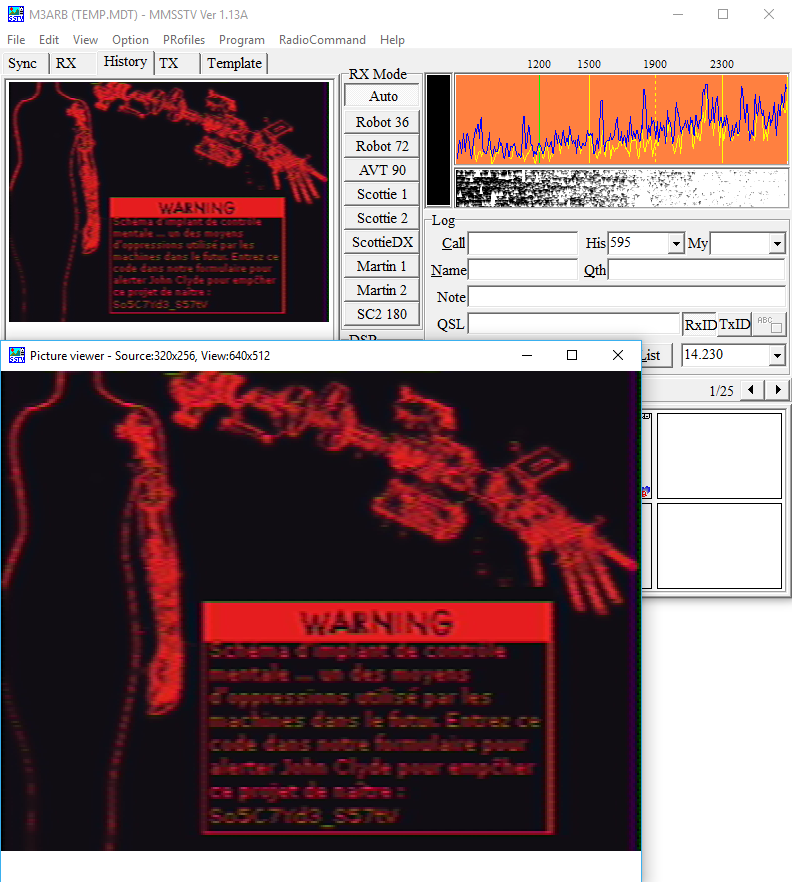 M3ARB (TEMP.MDT) - MMSSTV Ver 1.13A
File Edit View Option PRofiles Program RadioCommand Help
Sync RX History TX Template
RX Mode
Auto
Robot 36
Robot 72
AVT 90
Scottie 1
Scottie 2
ScottieDX
Martin 1
Martin 2
SC2 180
DSP
1200 1500 1900 2300
Log
Call His 595 My
Name Qth
Note
QSL RxID TxID ABC
List 14.230
1/25
WARNING
Schema d'implant de contrôle
mentale ... un des moyens
d'oppressions utilisé par les
machines dans le futur. Entrez ce
code dans notre formulaire pour
alerter John Clyde pour empêcher
ce projet de naître :
So5C7Yd3_S57tV
Picture viewer - Source:320x256, View:640x512
WARNING
Schema d'implant de contrôle
mentale ... un des moyens
d'oppressions utilisé par les
machines dans le futur. Entrez ce
code dans notre formulaire pour
alerter John Clyde pour empêher
ce projet de naître :
So5C7Yd3_S57tV